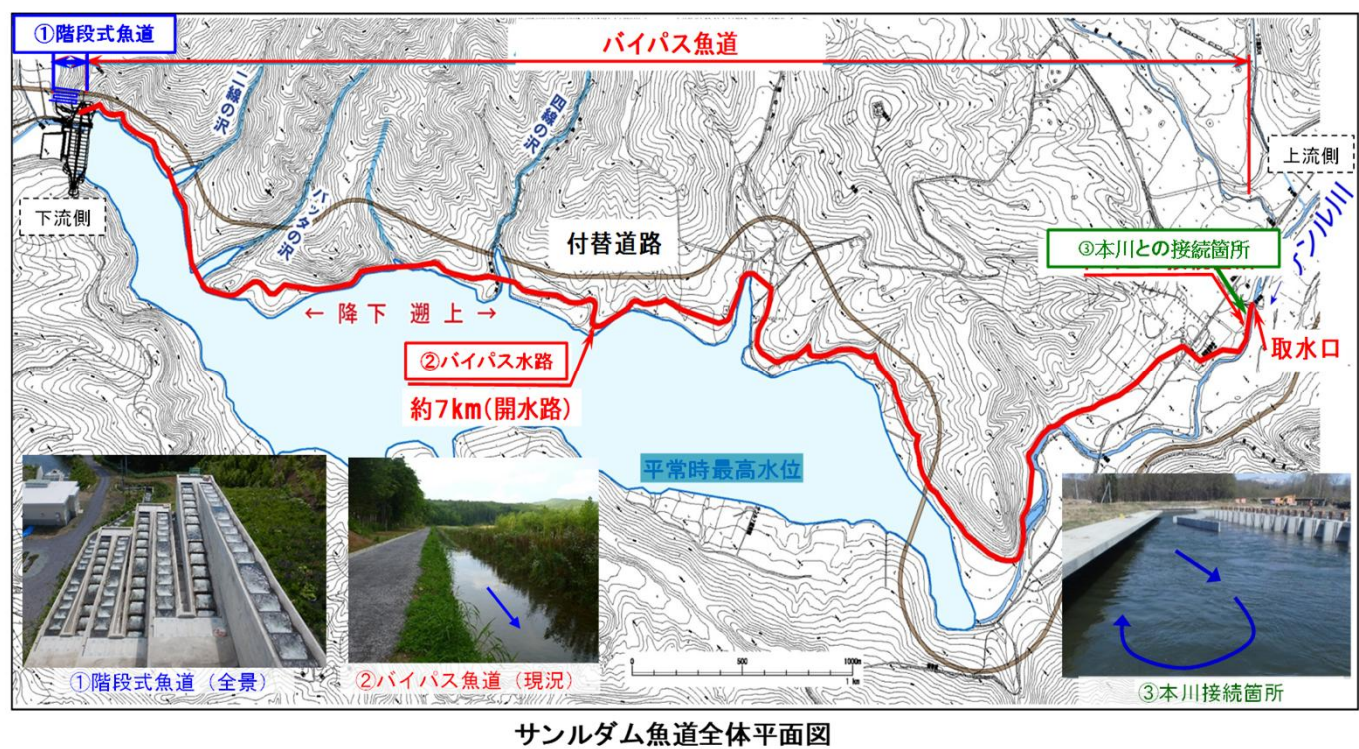 ①階段式魚道
バイパス魚道
二線の沢
四線の沢
バッタの沢
上流側
下流側
付替道路
サンル川
③本川との接続箇所
← 降下 遡上 →
②バイパス水路
約7km(開水路)
取水口
平常時最高水位
0 500 1000m
1 km
①階段式魚道(全景)
②バイパス魚道(現況)
③本川接続箇所
サンルダム魚道全体平面図